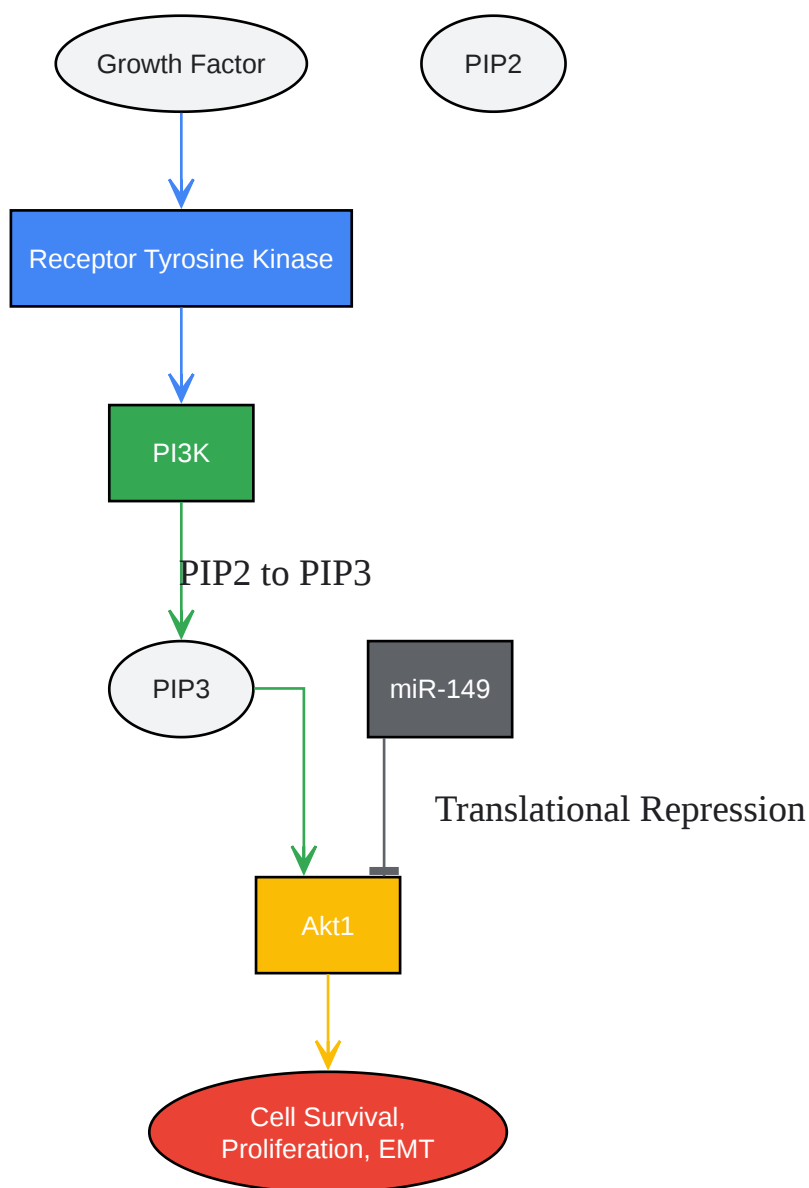 Growth Factor
PIP2
Receptor Tyrosine Kinase
PI3K
PIP2 to PIP3
PIP3
miR-149
Translational Repression
Akt1
Cell Survival,
Proliferation, EMT